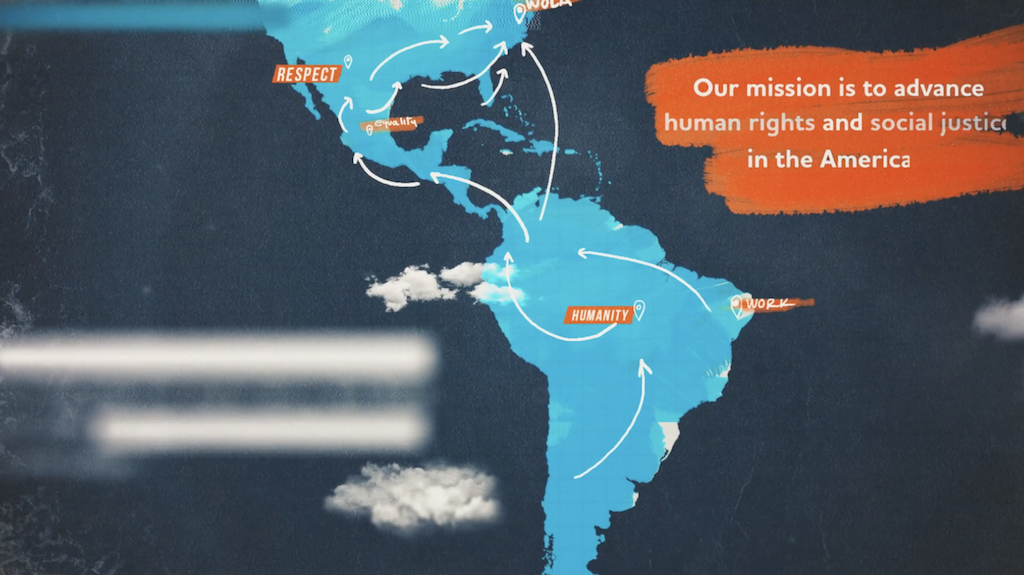 WOLA
RESPECT
Equality
Our mission is to advance
human rights and social justic
in the America
HUMANITY
WORK